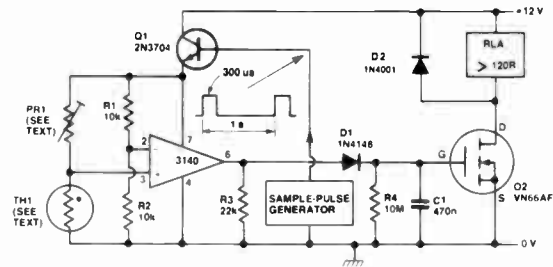 +12 V
Q1
2N3704
300 us
1 s
D2
1N4001
RLA
> 120R
PR1
(SEE
TEXT)
R1
10k
2
7
3140
6
3
4
D1
1N4148
G
D
S
Q2
VN66AF
TH1
(SEE
TEXT)
R2
10k
R3
22k
SAMPLE-PULSE
GENERATOR
R4
10M
C1
470n
0 V